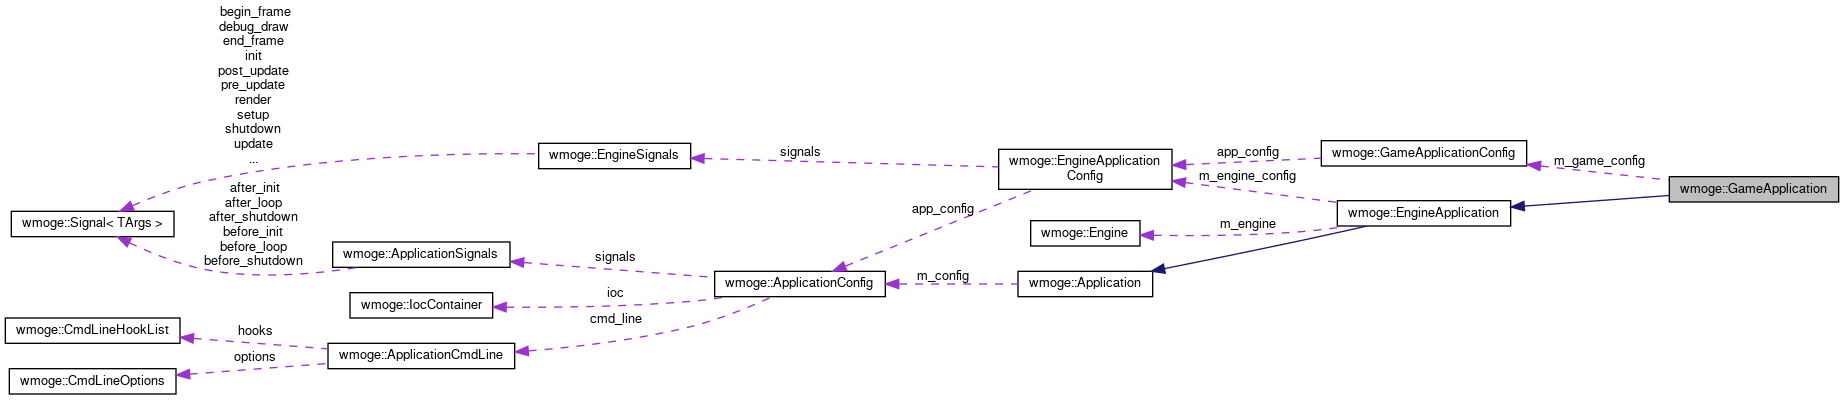 begin_frame
debug_draw
end_frame
init
post_update
pre_update
render
setup
shutdown
update
...
after_init
after_loop
after_shutdown
before_init
before_loop
before_shutdown
wmoge::Signal< TArgs >
wmoge::EngineSignals
signals
wmoge::EngineApplication
Config
app_config
wmoge::GameApplicationConfig
m_game_config
wmoge::GameApplication
m_engine_config
wmoge::EngineApplication
app_config
wmoge::Engine
m_engine
wmoge::ApplicationSignals
signals
wmoge::ApplicationConfig
m_config
wmoge::Application
wmoge::IocContainer
ioc
cmd_line
wmoge::CmdLineHookList
hooks
wmoge::ApplicationCmdLine
options
wmoge::CmdLineOptions